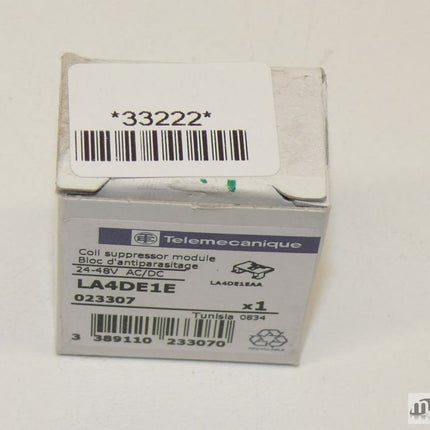 *33222*
Telemecanique
Coil suppressor module
Bloc d'antiparasitage
24-48V AC/DC
LA4DE1E
LA4DE1EAA
023307
x1
Tunisia 0834
3 389110 233070